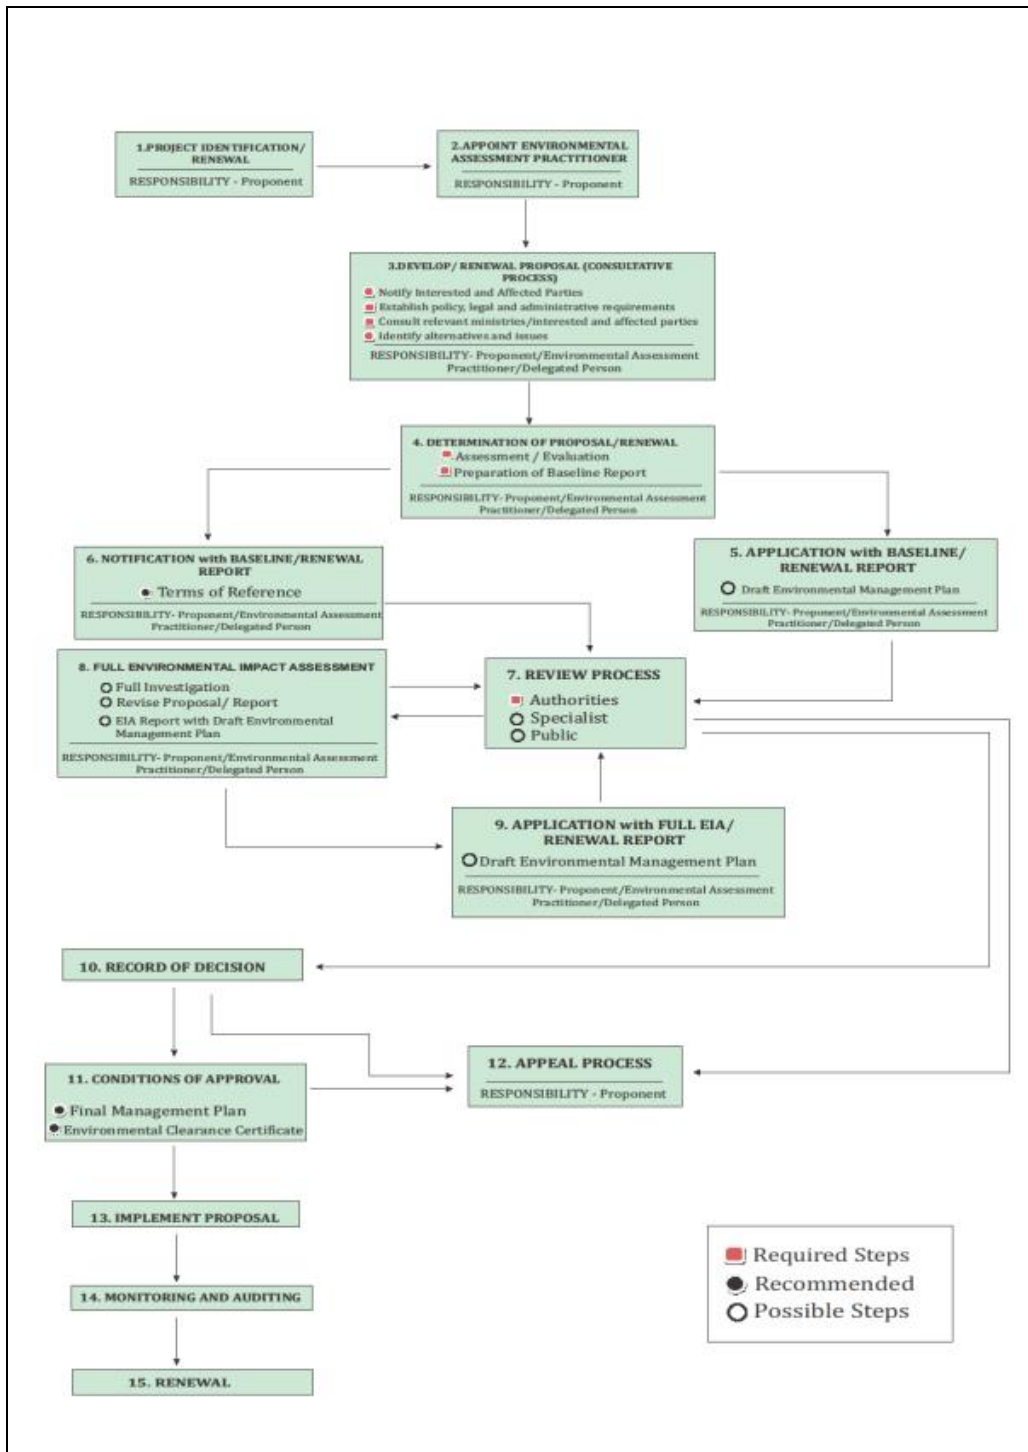 1.PROJECT IDENTIFICATION/
RENEWAL
RESPONSIBILITY - Proponent
2.APPOINT ENVIRONMENTAL
ASSESSMENT PRACTITIONER
RESPONSIBILITY - Proponent
3.DEVELOP/ RENEWAL PROPOSAL (CONSULTATIVE
PROCESS)
Notify Interested and Affected Parties
Establish policy, legal and administrative requirements
Consult relevant ministries/interested and affected parties
Identify alternatives and issues
RESPONSIBILITY- Proponent/Environmental Assessment
Practitioner/Delegated Person
4. DETERMINATION OF PROPOSAL/RENEWAL
Assessment / Evaluation
Preparation of Baseline Report
RESPONSIBILITY- Proponent/Environmental Assessment
Practitioner/Delegated Person
6. NOTIFICATION with BASELINE/RENEWAL
REPORT
Terms of Reference
RESPONSIBILITY- Proponent/Environmental Assessment
Practitioner/Delegated Person
5. APPLICATION with BASELINE/
RENEWAL REPORT
Draft Environmental Management Plan
RESPONSIBILITY- Proponent/Environmental Assessment
Practitioner/Delegated Person
8. FULL ENVIRONMENTAL IMPACT ASSESSMENT
Full Investigation
Revise Proposal/ Report
EIA Report with Draft Environmental
Management Plan
RESPONSIBILITY- Proponent/Environmental Assessment
Practitioner/Delegated Person
7. REVIEW PROCESS
Authorities
Specialist
Public
9. APPLICATION with FULL EIA/
RENEWAL REPORT
Draft Environmental Management Plan
RESPONSIBILITY- Proponent/Environmental Assessment
Practitioner/Delegated Person
10. RECORD OF DECISION
12. APPEAL PROCESS
RESPONSIBILITY - Proponent
11. CONDITIONS OF APPROVAL
Final Management Plan
Environmental Clearance Certificate
13. IMPLEMENT PROPOSAL
14. MONITORING AND AUDITING
15. RENEWAL
Required Steps
Recommended
Possible Steps